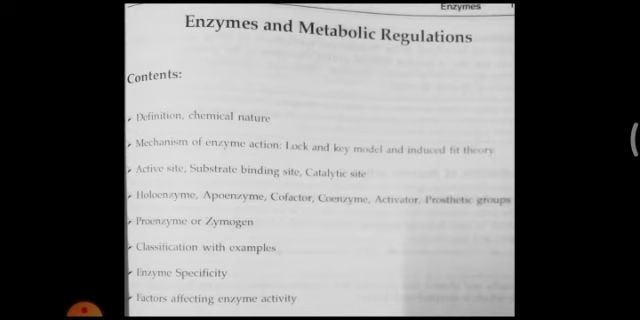 Enzymes
Enzymes and Metabolic Regulations
Contents:
Definition, chemical nature
Mechanism of enzyme action: Lock and key model and induced fit theory
Active site, Substrate binding site, Catalytic site
Holoenzyme, Apoenzyme, Cofactor, Coenzyme, Activator, Prosthetic groups
Proenzyme or Zymogen
Classification with examples
Enzyme Specificity
Factors affecting enzyme activity